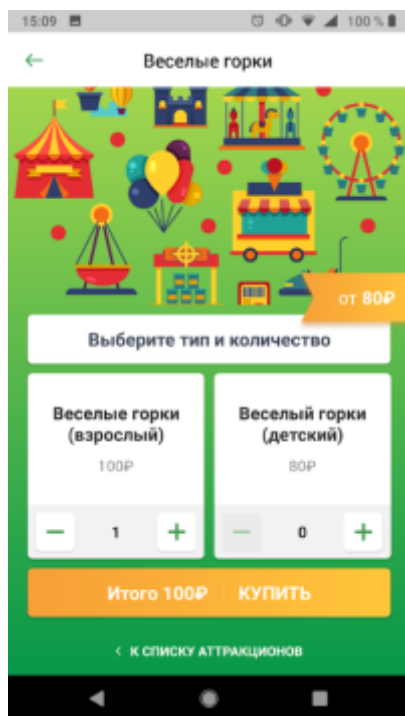 15:09
100 %
Веселые горки
от 80₽
Выберите тип и количество
Веселые горки
(взрослый)
100₽
1
Веселый горки
(детский)
80₽
0
Итого 100₽ КУПИТЬ
< К СПИСКУ АТТРАКЦИОНОВ